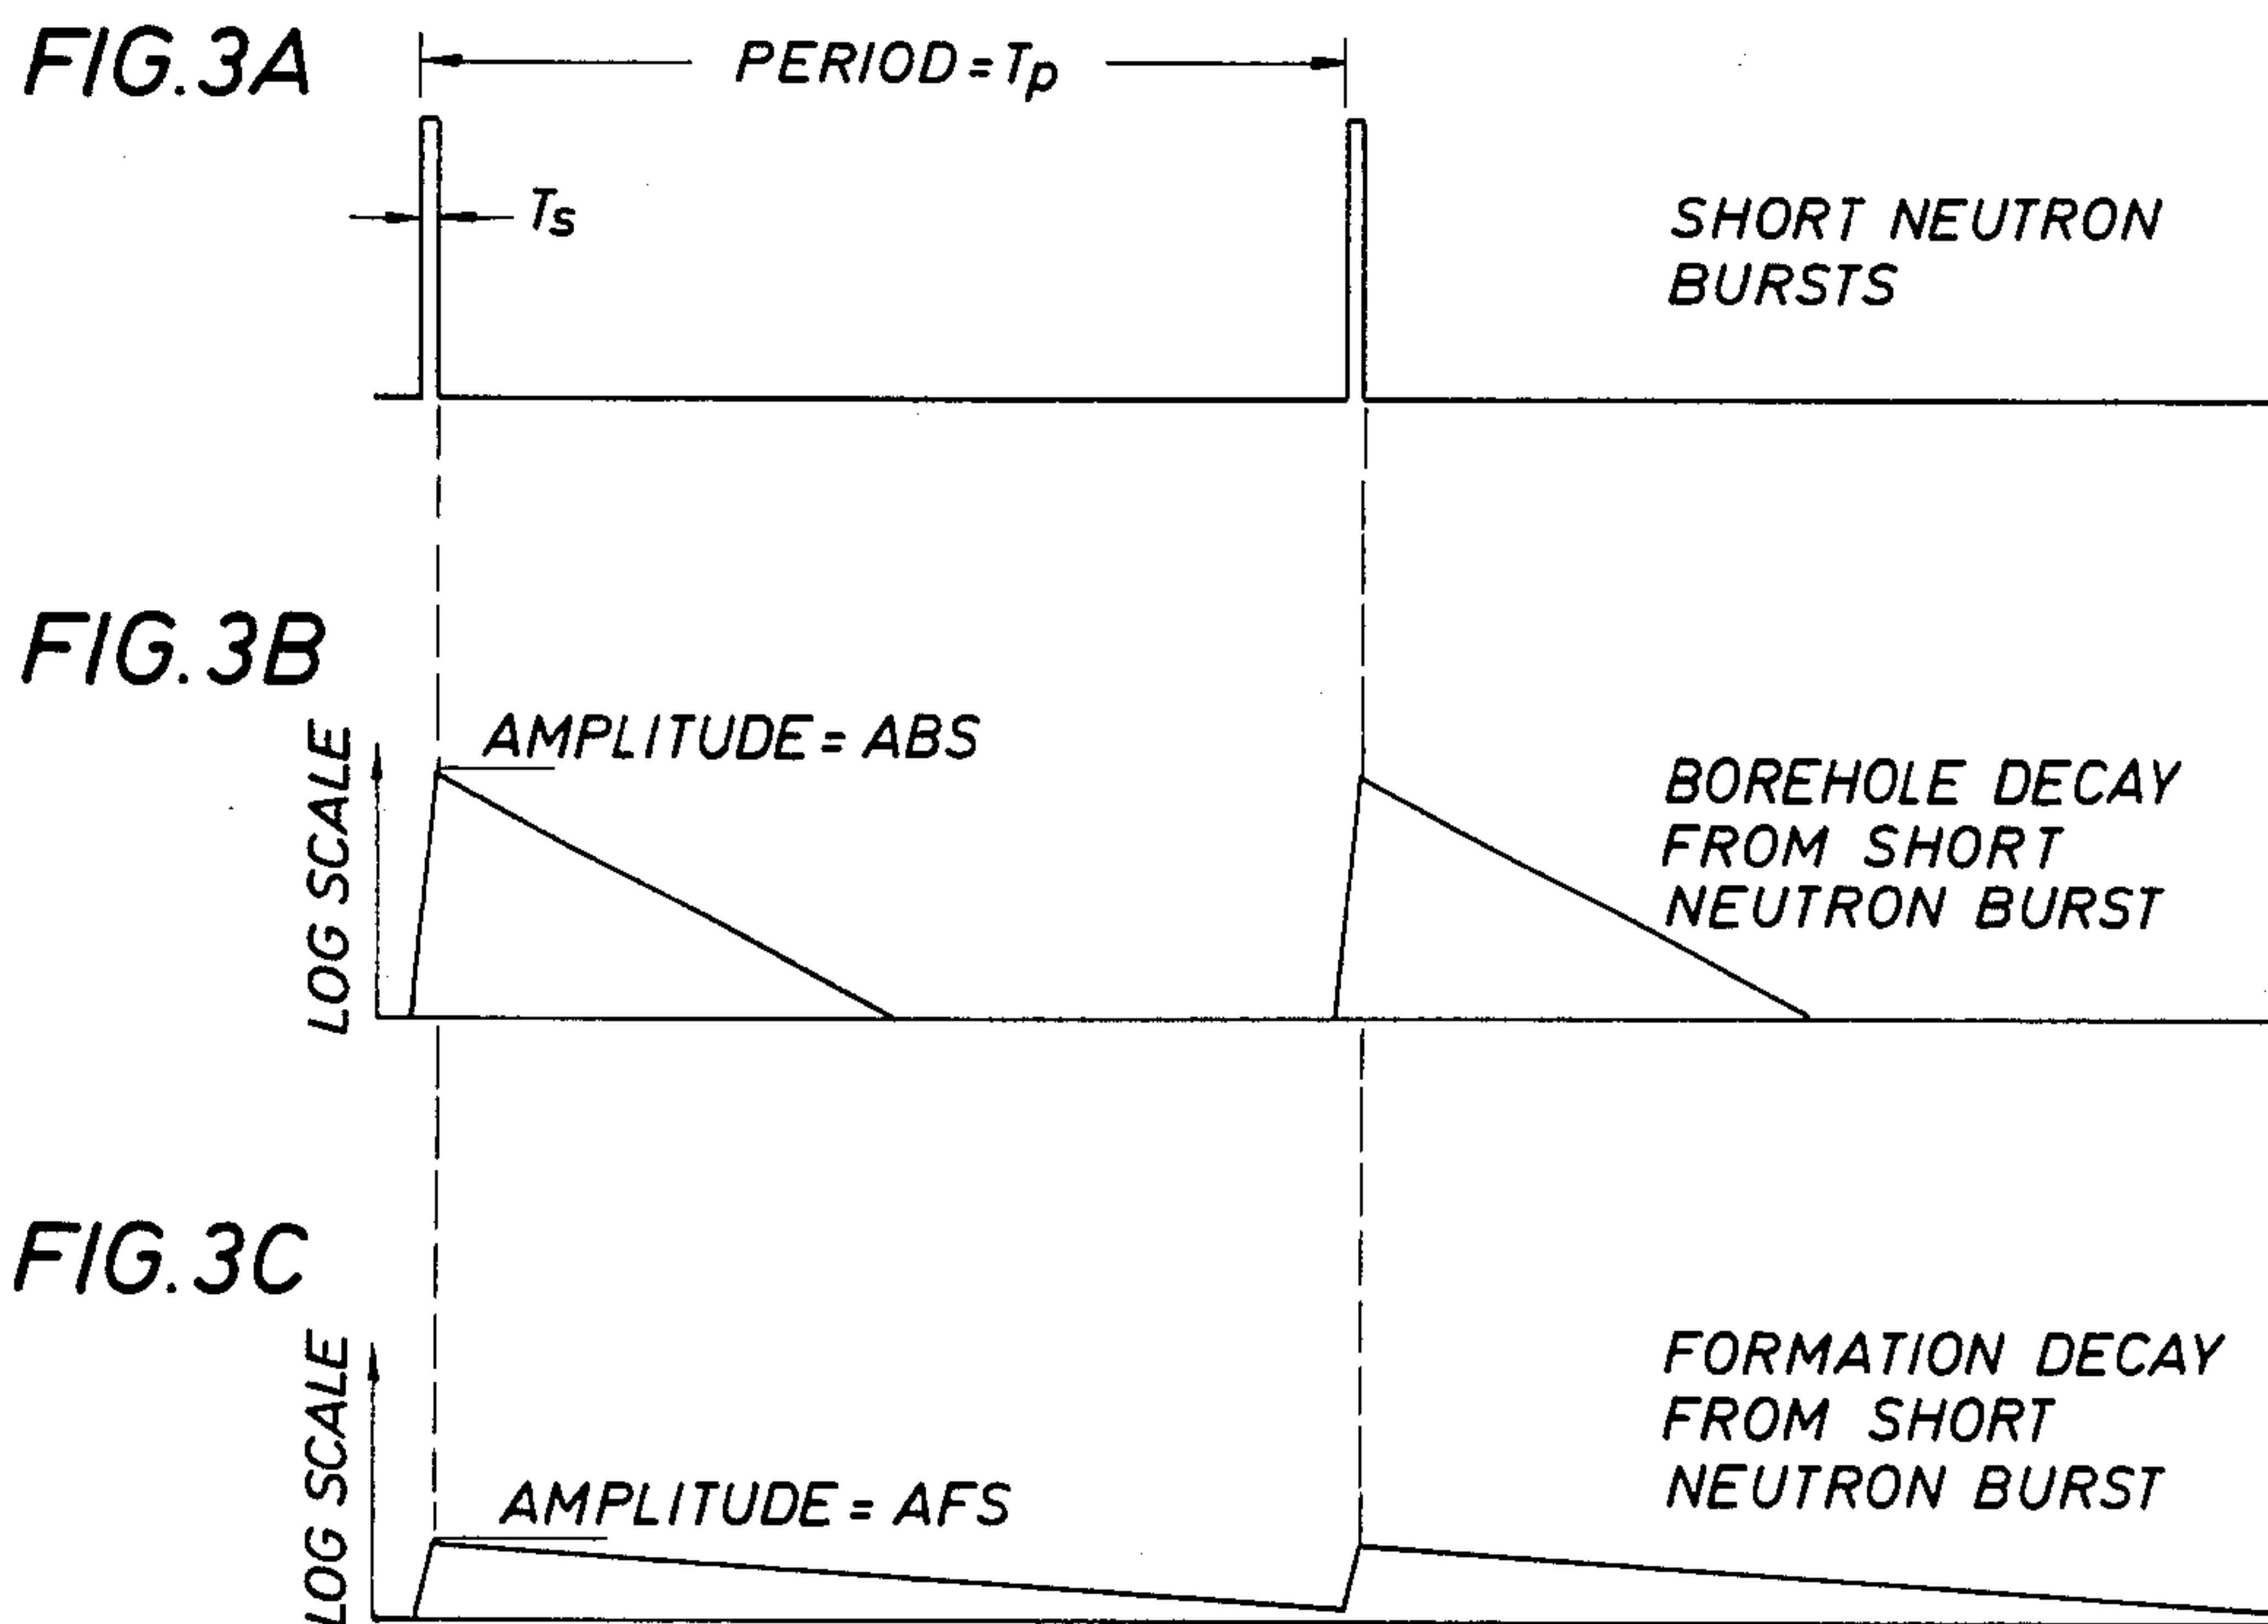 FIG.3A
PERIOD=Tp
Ts
SHORT NEUTRON
BURSTS
FIG.3B
LOG SCALE
AMPLITUDE=ABS
BOREHOLE DECAY
FROM SHORT
NEUTRON BURST
FIG.3C
LOG SCALE
AMPLITUDE=AFS
FORMATION DECAY
FROM SHORT
NEUTRON BURST